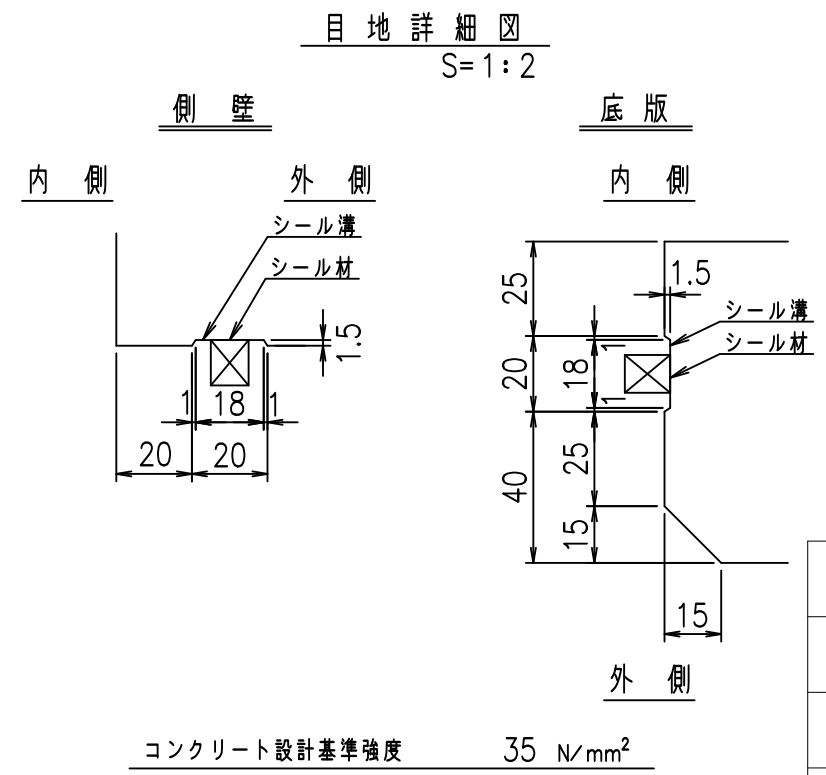 目地詳細図
S=1:2
側 壁
内 側
外 側
シール溝
シール材
1.5
1
18
1
20
20
底 版
内 側
25
1.5
シール溝
シール材
20
1
18
1
40
25
15
15
外 側
コンクリート設計基準強度 35 N/mm²